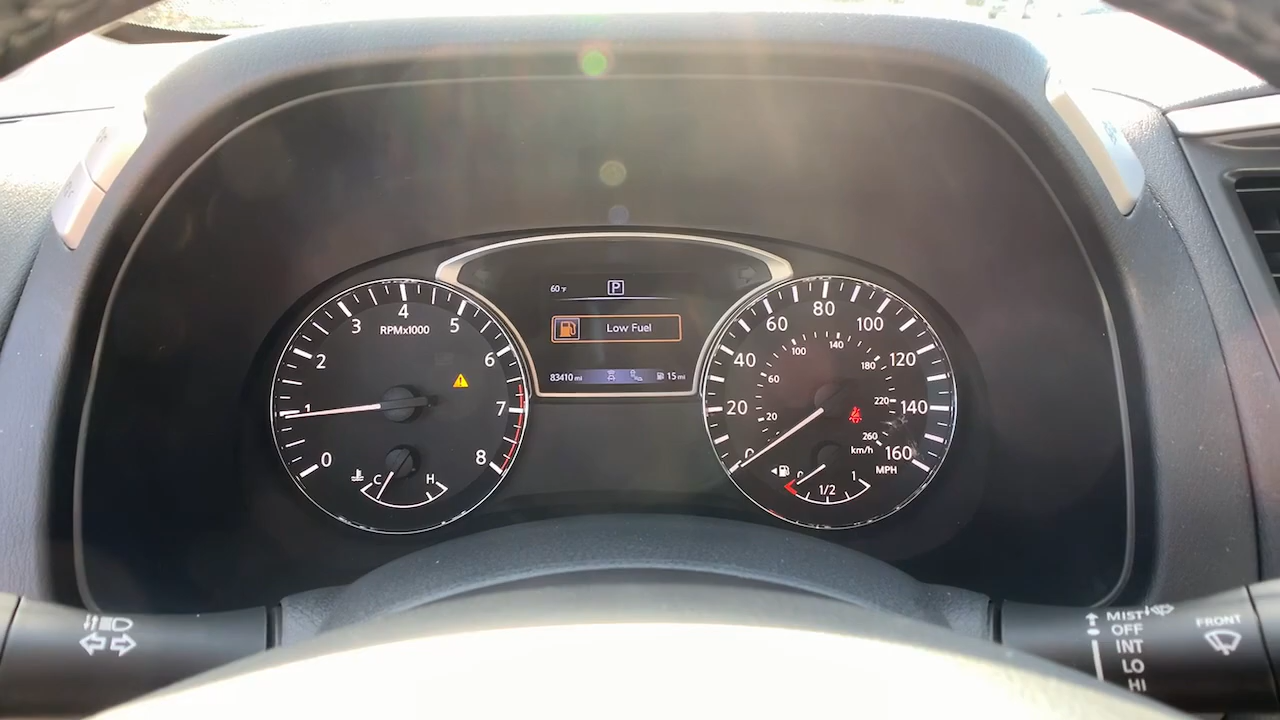 60°F P
Low Fuel
83410 mi 15 mi
RPMx1000
0 1 2 3 4 5 6 7 8
C H
0 20 40 60 80 100 120 140 160
20 60 100 140 180 220 260
km/h
MPH
0 1/2 1
MIST
OFF
INT
LO
HI
FRONT